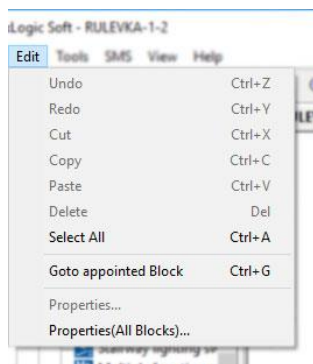 Logic Soft - RULEVKA-1-2
Edit Tools SMS View Help
Undo Ctrl+Z
Redo Ctrl+Y
Cut Ctrl+X
Copy Ctrl+C
Paste Ctrl+V
Delete Del
Select All Ctrl+A
Goto appointed Block Ctrl+G
Properties...
Properties(All Blocks)...
Stairway lighting